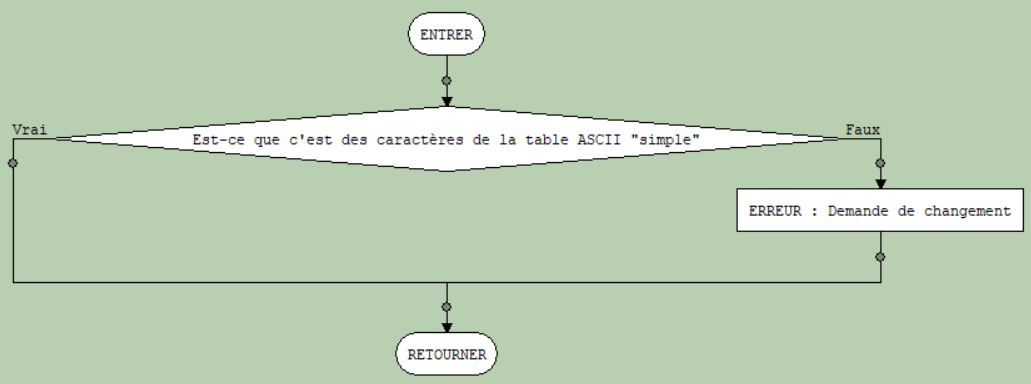 ENTRER
Vrai
Est-ce que c'est des caractères de la table ASCII "simple"
Faux
ERREUR : Demande de changement
RETOURNER